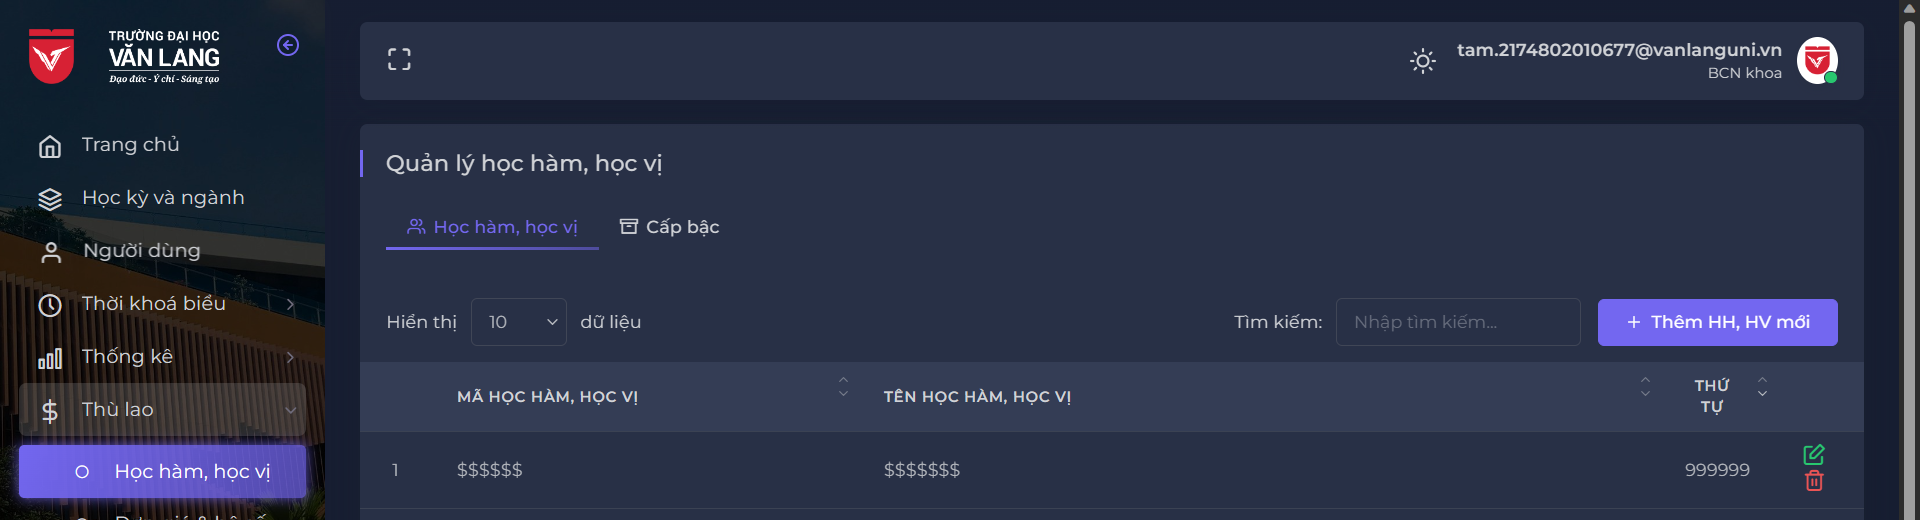 TRƯỜNG ĐẠI HỌC
VĂN LANG
Đạo đức - Ý chí - Sáng tạo
tam.2174802010677@vanlanguni.vn
BCN khoa
Trang chủ
Học kỳ và ngành
Người dùng
Thời khoá biểu
Thống kê
Thù lao
Học hàm, học vị
Quản lý học hàm, học vị
Học hàm, học vị
Cấp bậc
Hiển thị 10 dữ liệu
Tìm kiếm: Nhập tìm kiếm...
+ Thêm HH, HV mới
MÃ HỌC HÀM, HỌC VỊ
TÊN HỌC HÀM, HỌC VỊ
THỨ
TỰ
1 $$$$$$ $$$$$$$ 999999